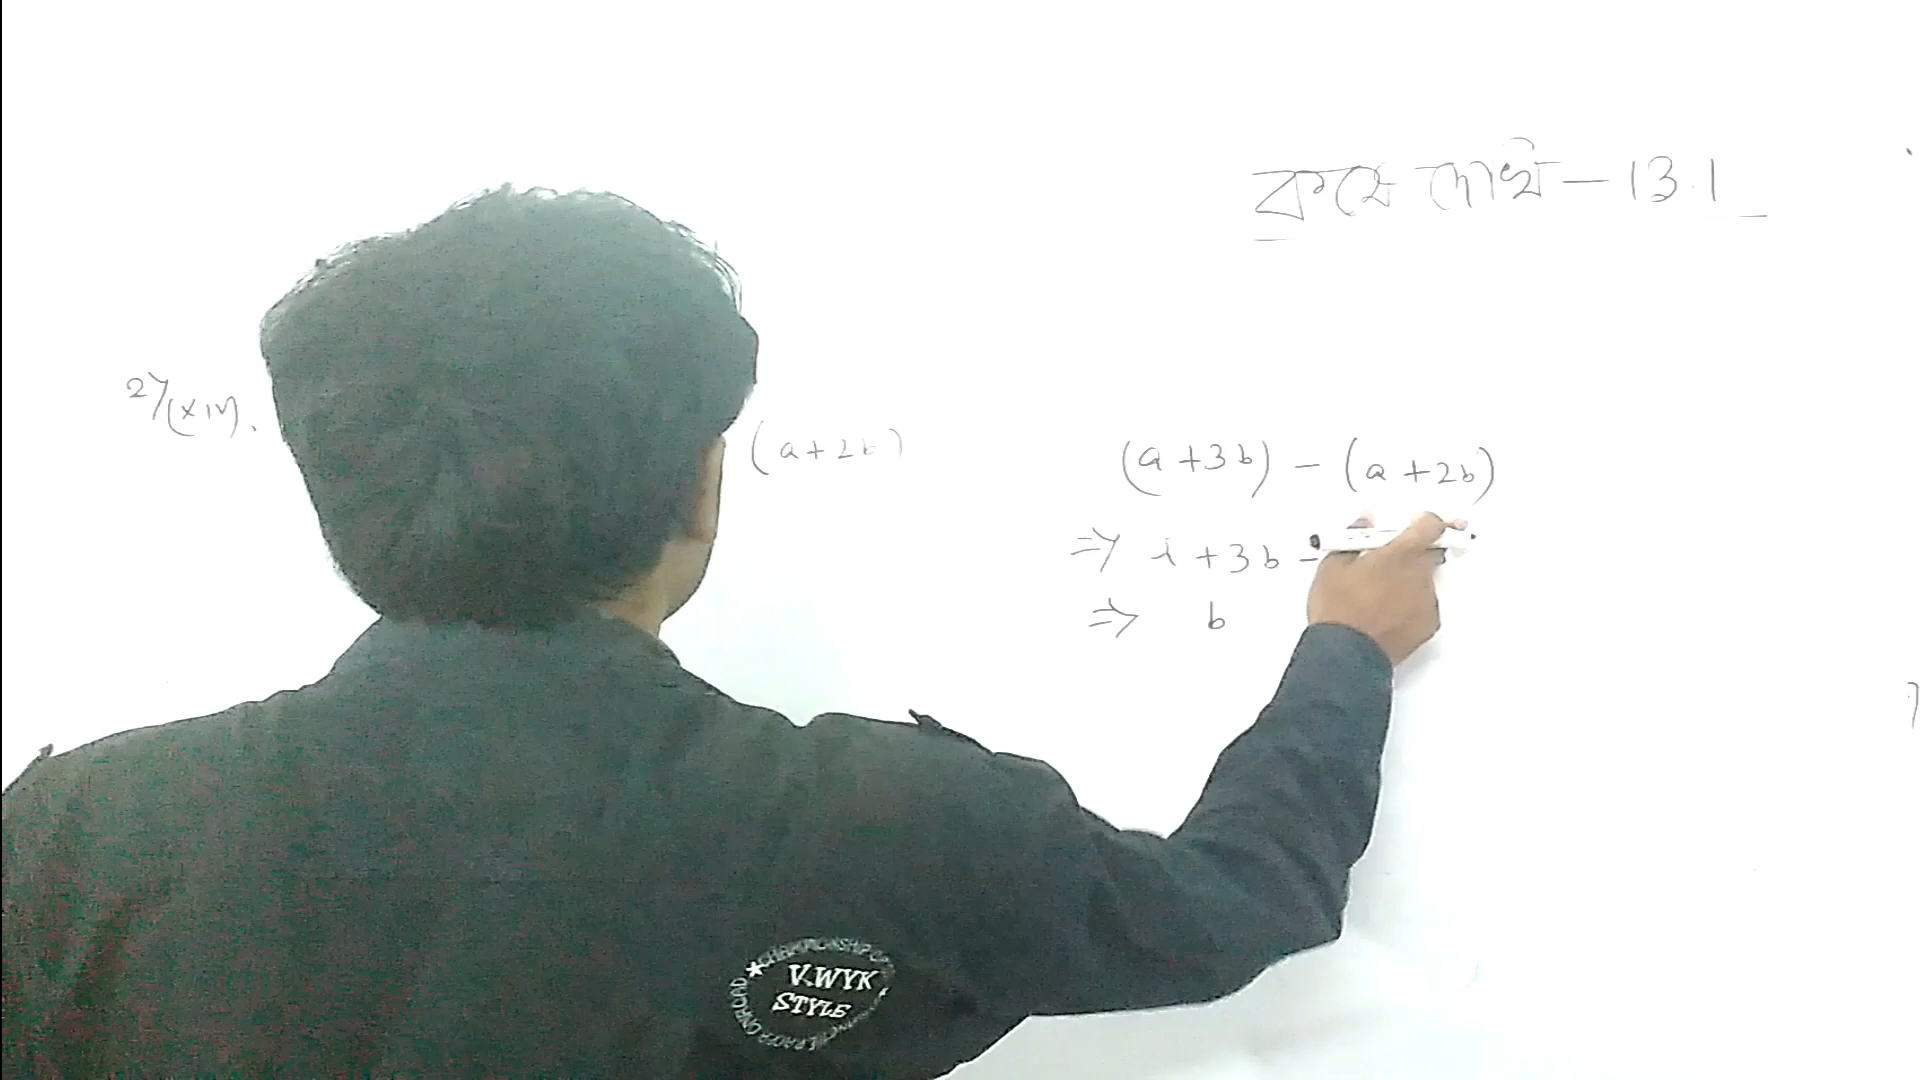 কষে দেখি - 13.1
2/(xiv).
(a+2b)
(a+3b) - (a+2b)
⇒ a + 3b -
⇒ b
V.WYK
STYLE